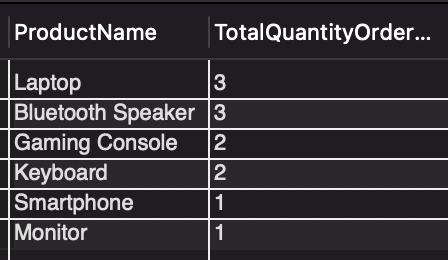 ProductName TotalQuantityOrder...
Laptop 3
Bluetooth Speaker 3
Gaming Console 2
Keyboard 2
Smartphone 1
Monitor 1